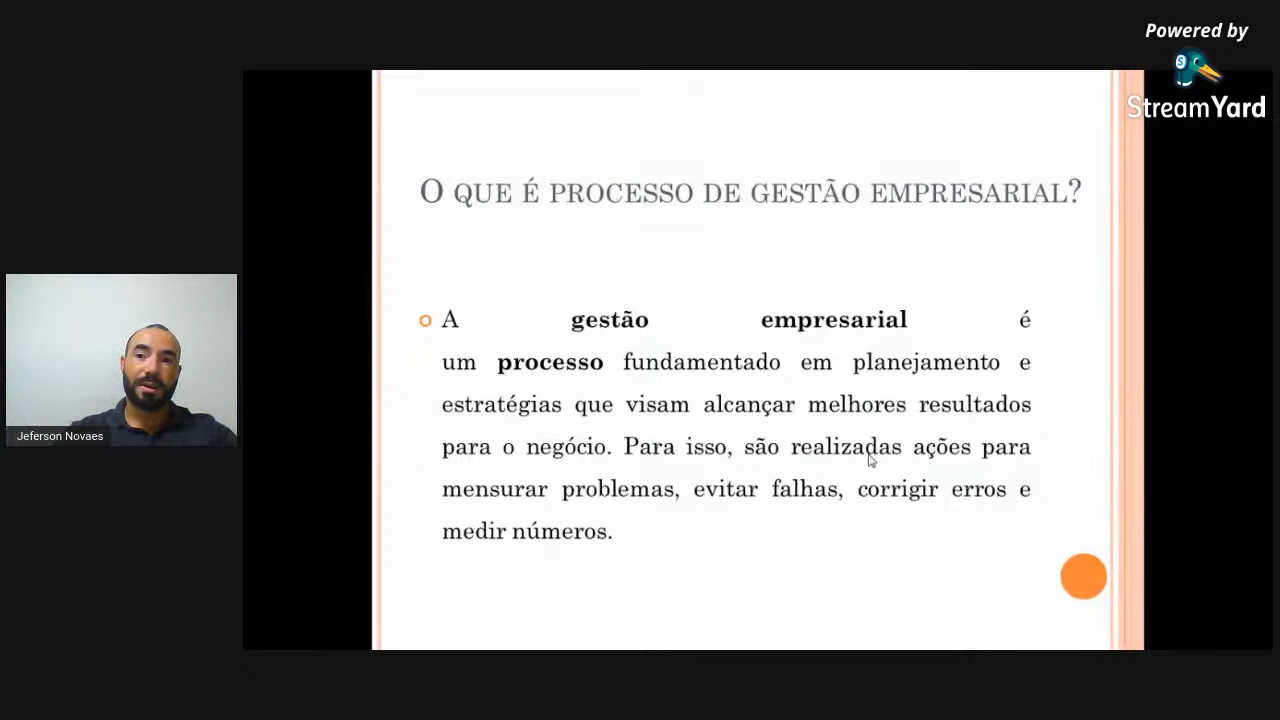 Powered by
StreamYard
O QUE É PROCESSO DE GESTÃO EMPRESARIAL?
A gestão empresarial é
um processo fundamentado em planejamento e
estratégias que visam alcançar melhores resultados
para o negócio. Para isso, são realizadas ações para
mensurar problemas, evitar falhas, corrigir erros e
medir números.
Jeferson Novaes